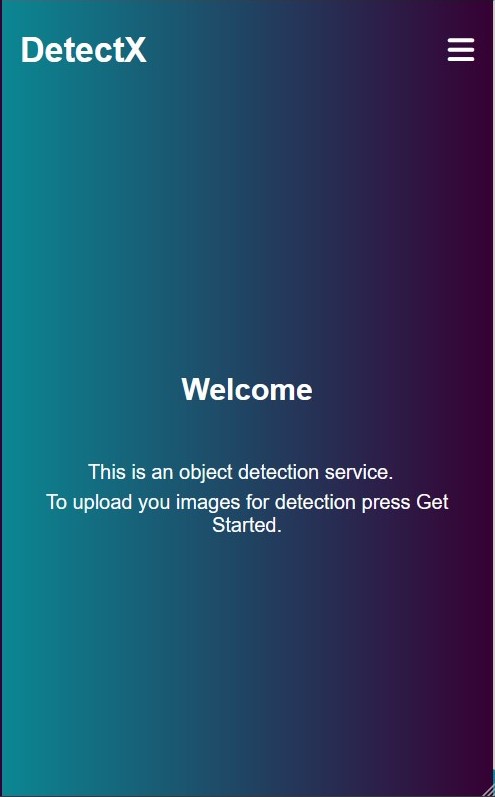 DetectX
Welcome
This is an object detection service.
To upload you images for detection press Get
Started.